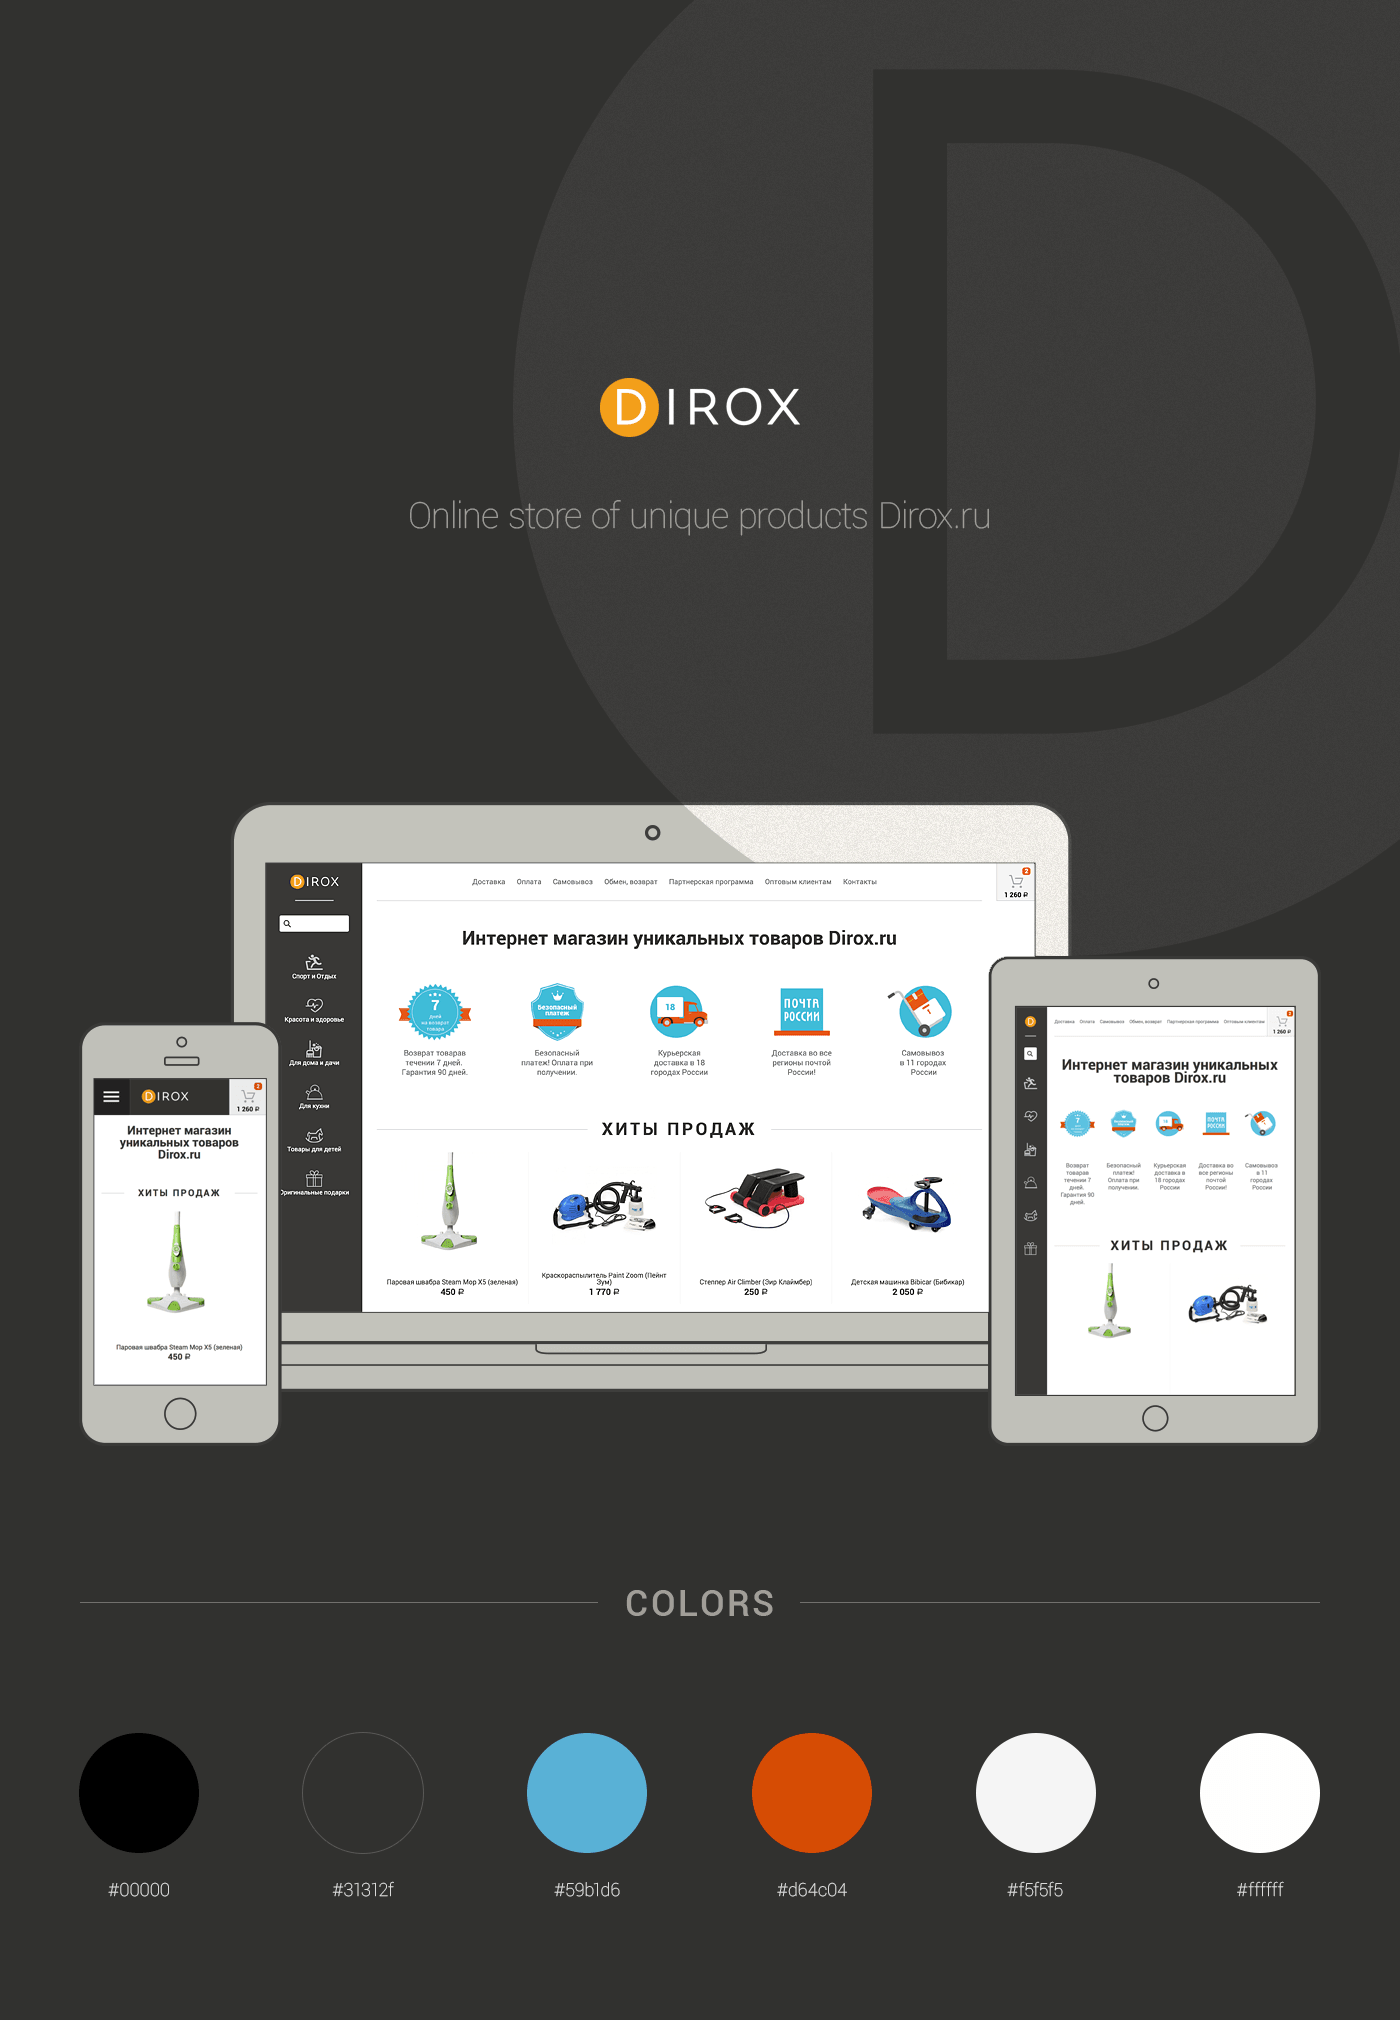 DIROX
Online store of unique products Dirox.ru
DIROX
Доставка Оплата Самовывоз Обмен, возврат Партнерская программа Оптовым клиентам Контакты
2
1 260 ₽
Интернет магазин уникальных товаров Dirox.ru
Спорт и Отдых
Красота и здоровье
Для дома и дачи
Для кухни
Товары для детей
Оригинальные подарки
7
дней
на возврат
товара
Безопасный
платеж
18
ПОЧТА
РОССИИ
1
Возврат товарав
течении 7 дней.
Гарантия 90 дней.
Безопасный
платеж! Оплата при
получении.
Курьерская
доставка в 18
городах России
Доставка во все
регионы почтой
России!
Самовывоз
в 11 городах
России
ХИТЫ ПРОДАЖ
Паровая швабра Steam Mop X5 (зеленая)
450 ₽
Краскораспылитель Paint Zoom (Пейнт
Зум)
1 770 ₽
Степпер Air Climber (Эир Клаймбер)
250 ₽
Детская машинка Bibicar (Бибикар)
2 050 ₽
DIROX
2
1 260 ₽
Интернет магазин
уникальных товаров
Dirox.ru
ХИТЫ ПРОДАЖ
Паровая швабра Steam Mop X5 (зеленая)
450 ₽
D
Доставка Оплата Самовывоз Обмен, возврат Партнерская программа Оптовым клиентам
2
1 260 ₽
Интернет магазин уникальных
товаров Dirox.ru
7
18
ПОЧТА
РОССИИ
Возврат
товарав
течении 7
дней.
Гарантия 90
дней.
Безопасный
платеж!
Оплата при
получении.
Курьерская
доставка в
18 городах
России
Доставка во
все регионы
почтой
России!
Самовывоз
в 11
городах
России
ХИТЫ ПРОДАЖ
COLORS
#00000
#31312f
#59b1d6
#d64c04
#f5f5f5
#ffffff